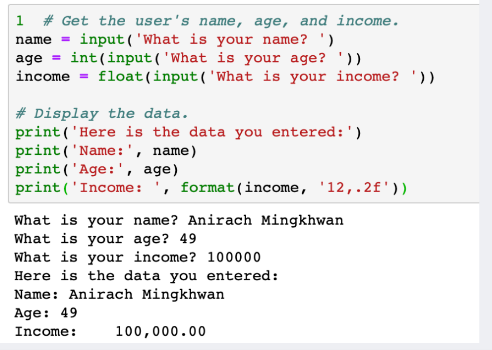 1  # Get the user's name, age, and income.
name = input('What is your name? ')
age = int(input('What is your age? '))
income = float(input('What is your income? '))

# Display the data.
print('Here is the data you entered:')
print('Name:', name)
print('Age:', age)
print('Income: ', format(income, '12,.2f'))
What is your name? Anirach Mingkhwan
What is your age? 49
What is your income? 100000
Here is the data you entered:
Name: Anirach Mingkhwan
Age: 49
Income:    100,000.00